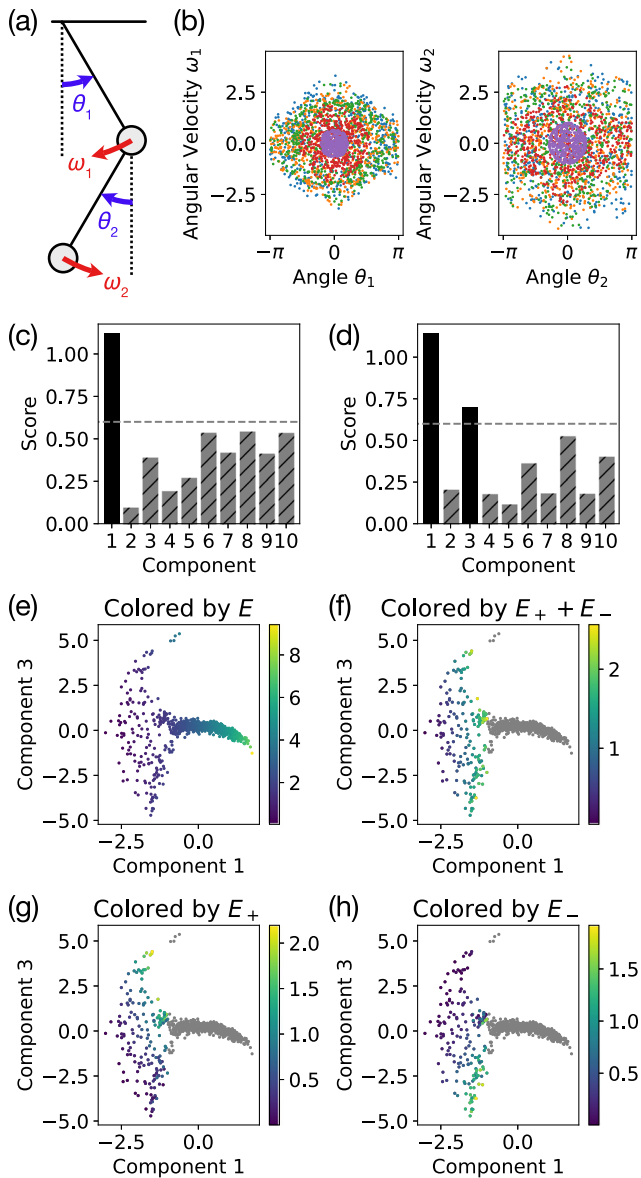 (a)
θ1
ω1
θ2
ω2
(b)
Angular Velocity ω1
2.5
0.0
−2.5
−π 0 π
Angle θ1
Angular Velocity ω2
2.5
0.0
−2.5
−π 0 π
Angle θ2
(c)
Score
1.00
0.75
0.50
0.25
0.00
1 2 3 4 5 6 7 8 9 10
Component
(d)
Score
1.00
0.75
0.50
0.25
0.00
1 2 3 4 5 6 7 8 9 10
Component
(e)
Colored by E
Component 3
5.0
2.5
0.0
−2.5
−5.0
−2.5 0.0
Component 1
8
6
4
2
(f)
Colored by E+ + E−
Component 3
5.0
2.5
0.0
−2.5
−5.0
−2.5 0.0
Component 1
2
1
(g)
Colored by E+
Component 3
5.0
2.5
0.0
−2.5
−5.0
−2.5 0.0
Component 1
2.0
1.5
1.0
0.5
(h)
Colored by E−
Component 3
5.0
2.5
0.0
−2.5
−5.0
−2.5 0.0
Component 1
1.5
1.0
0.5